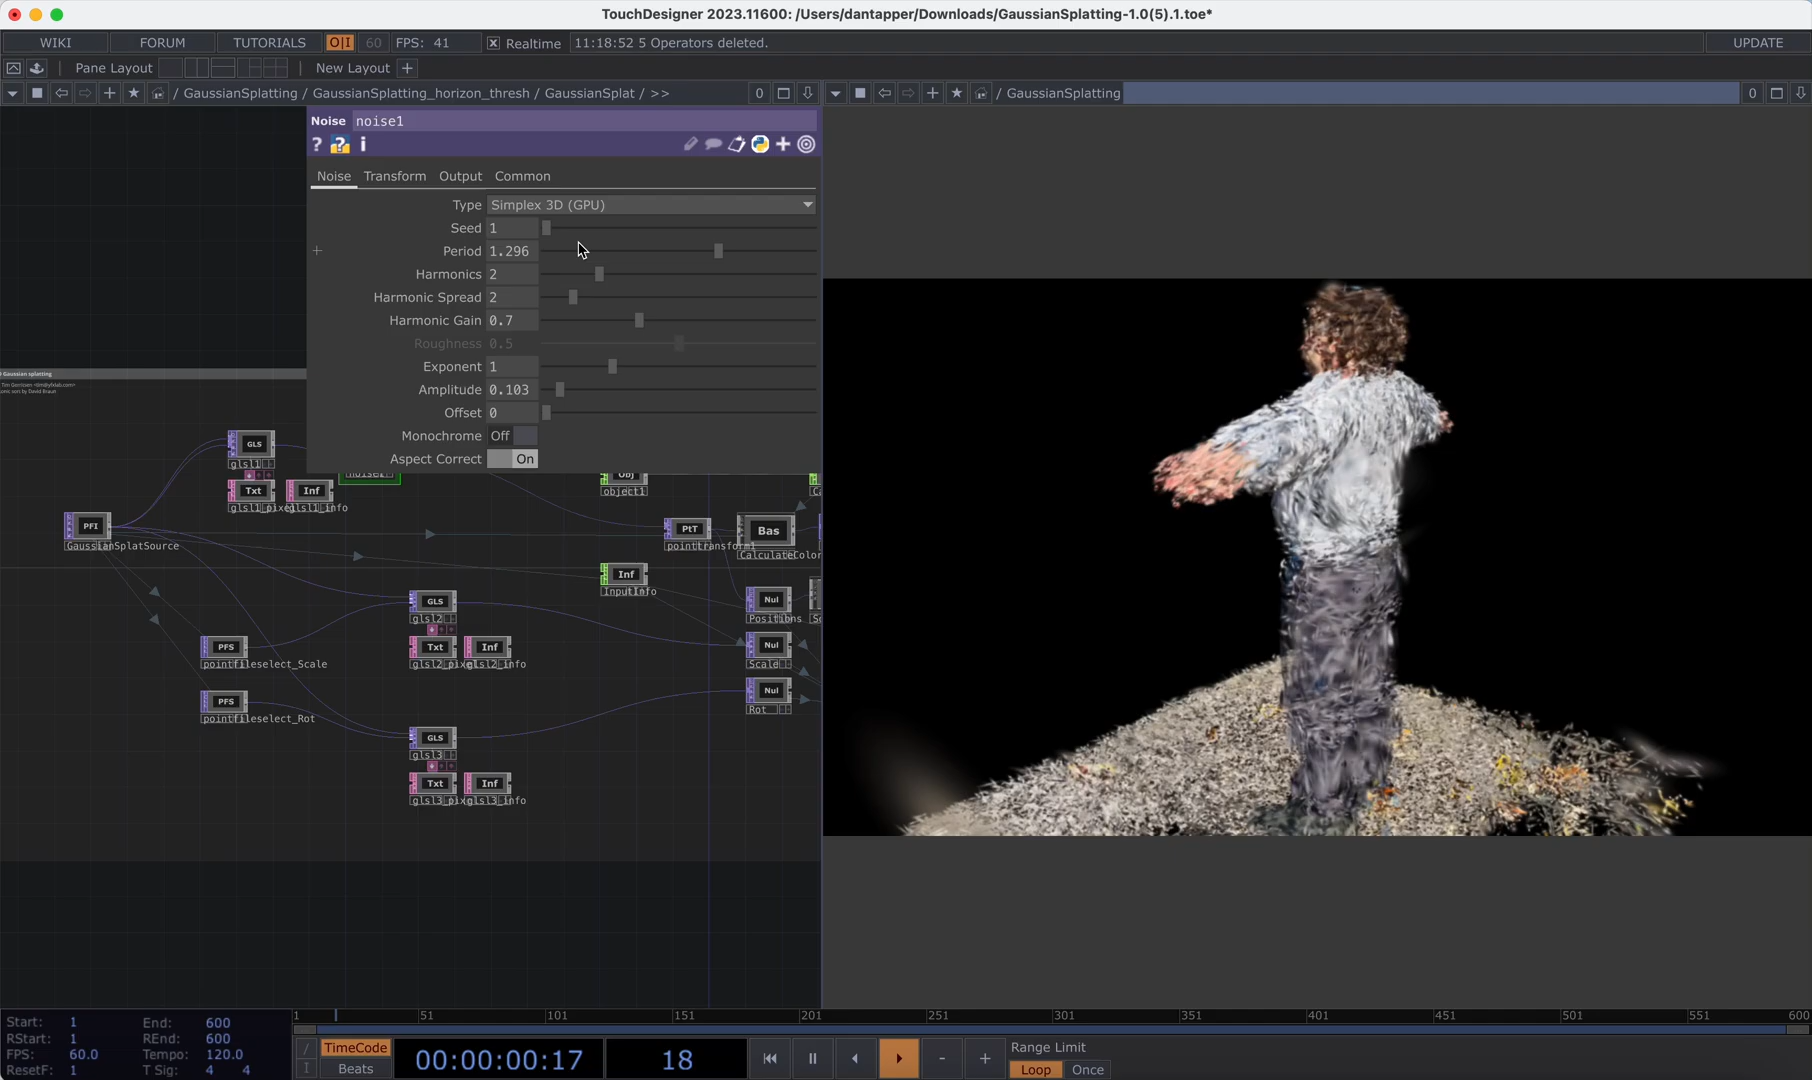 TouchDesigner 2023.11600: /Users/dantapper/Downloads/GaussianSplatting-1.0(5).1.toe*
WIKI FORUM TUTORIALS O|I 60 FPS: 41 Realtime 11:18:52 5 Operators deleted. UPDATE
Pane Layout New Layout +
/ GaussianSplatting / GaussianSplatting_horizon_thresh / GaussianSplat / >> 0
/ GaussianSplatting 0
Noise noise1
? ? i
Noise Transform Output Common
Type Simplex 3D (GPU)
Seed 1
+ Period 1.296
Harmonics 2
Harmonic Spread 2
Harmonic Gain 0.7
Roughness 0.5
Exponent 1
Amplitude 0.103
Offset 0
Monochrome Off
Aspect Correct On
GLS
glsl1
Txt
Inf
glsl1_info
object1
PFI
GaussianSplatSource
PtT
pointtransform1
Bas
Inf
InputInfo
Nul
Positions
GLS
glsl2
Txt
Inf
glsl2_info
PFS
pointfileselect_Scale
Nul
Scale
PFS
pointfileselect_Rot
Nul
Rot
GLS
glsl3
Txt
Inf
glsl3_info
1 51 101 151 201 251 301 351 401 451 501 551 600
Start: 1 End: 600
RStart: 1 REnd: 600
FPS: 60.0 Tempo: 120.0
ResetF: 1 T Sig: 4 4
/ TimeCode
I Beats
00:00:00:17
18
- +
Range Limit
Loop Once